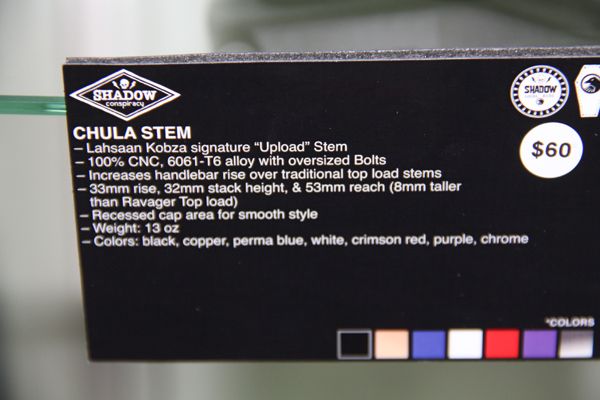 SHADOW
conspiracy
SHADOW
$60
CHULA STEM
– Lahsaan Kobza signature “Upload” Stem
– 100% CNC, 6061-T6 alloy with oversized Bolts
– Increases handlebar rise over traditional top load stems
– 33mm rise, 32mm stack height, & 53mm reach (8mm taller
than Ravager Top load)
– Recessed cap area for smooth style
– Weight: 13 oz
– Colors: black, copper, perma blue, white, crimson red, purple, chrome
*COLORS